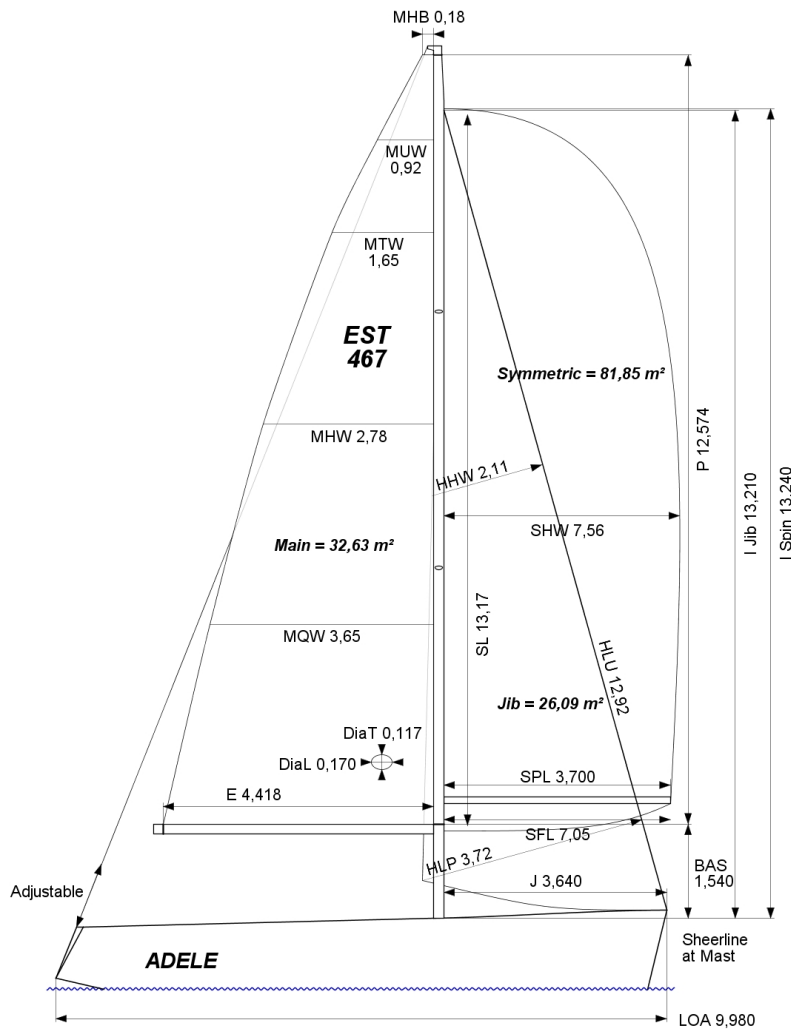 MHB 0,18
MUW
0,92
MTW
1,65
EST
467
Symmetric = 81,85 m²
P 12,574
MHW 2,78
HHW 2,11
I Jib 13,210
I Spin 13,240
SHW 7,56
Main = 32,63 m²
SL 13,17
MQW 3,65
HLU 12,92
Jib = 26,09 m²
DiaT 0,117
DiaL 0,170
SPL 3,700
E 4,418
SFL 7,05
HLP 3,72
BAS
1,540
J 3,640
Adjustable
ADELE
Sheerline
at Mast
LOA 9,980